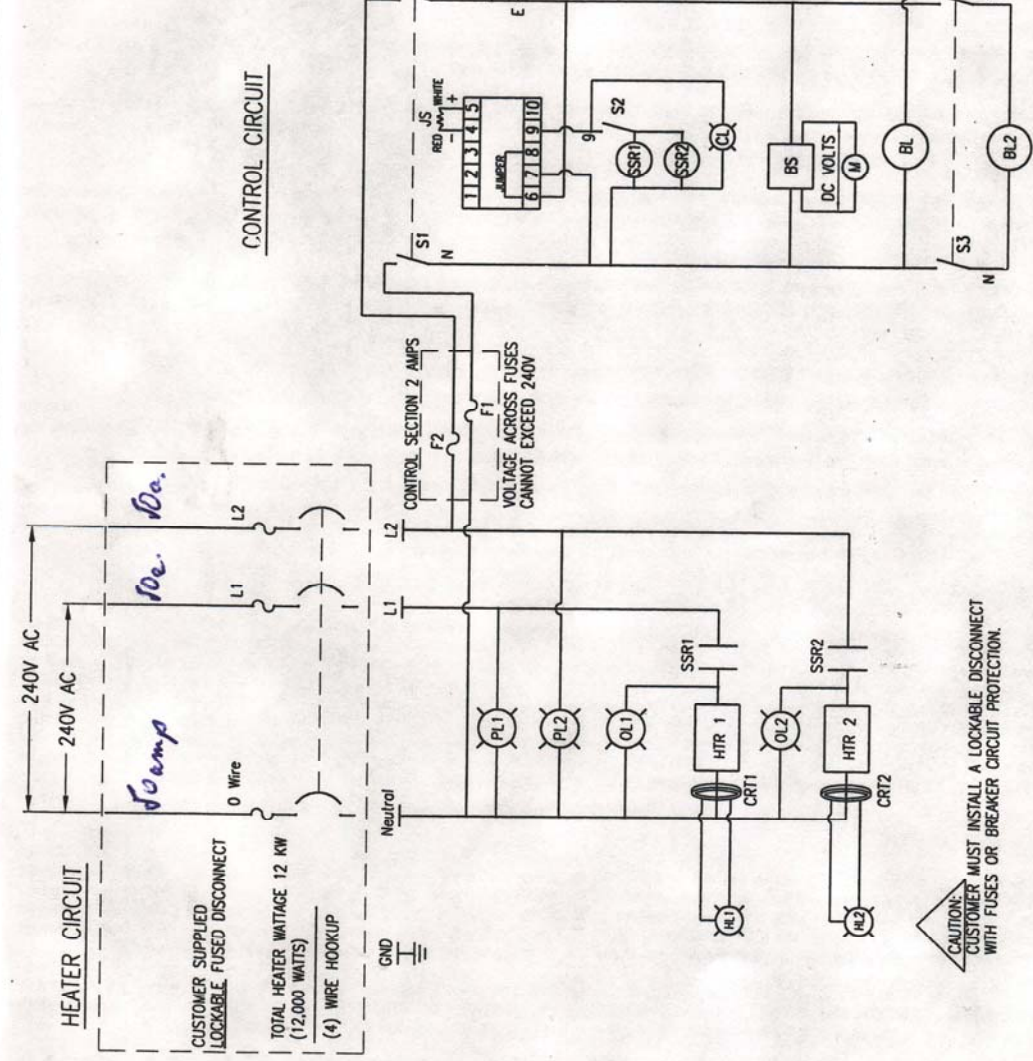 HEATER CIRCUIT
240V AC
240V AC
50 amp
50a.
50a.
CUSTOMER SUPPLIED
LOCKABLE FUSED DISCONNECT
TOTAL HEATER WATTAGE 12 KW
(12,000 WATTS)
(4) WIRE HOOKUP
0 Wire
L1
L2
GND
Neutral
L1
L2
CONTROL SECTION 2 AMPS
F2
F1
VOLTAGE ACROSS FUSES
CANNOT EXCEED 240V
PL1
PL2
OL1
SSR1
HTR 1
CRT1
HL1
OL2
SSR2
HTR 2
CRT2
HL2
CAUTION:
CUSTOMER MUST INSTALL A LOCKABLE DISCONNECT
WITH FUSES OR BREAKER CIRCUIT PROTECTION.
CONTROL CIRCUIT
S1
N
E
RED
JS
WHITE
- +
1 2 3 4 5
JUMPER
6 7 8 9 10
9
S2
SSR1
SSR2
CL
BS
DC VOLTS
M
BL
S3
N
BL2